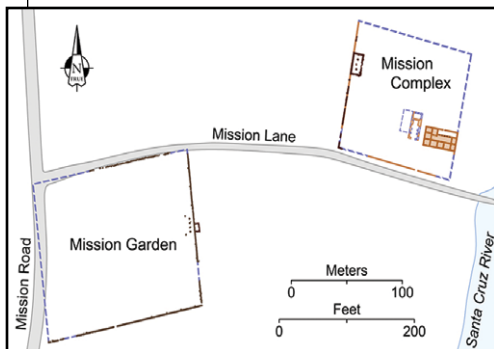 N
TRUE
Mission
Complex
Mission Lane
Mission Garden
Mission Road
Santa Cruz River
Meters
0 100
Feet
0 200